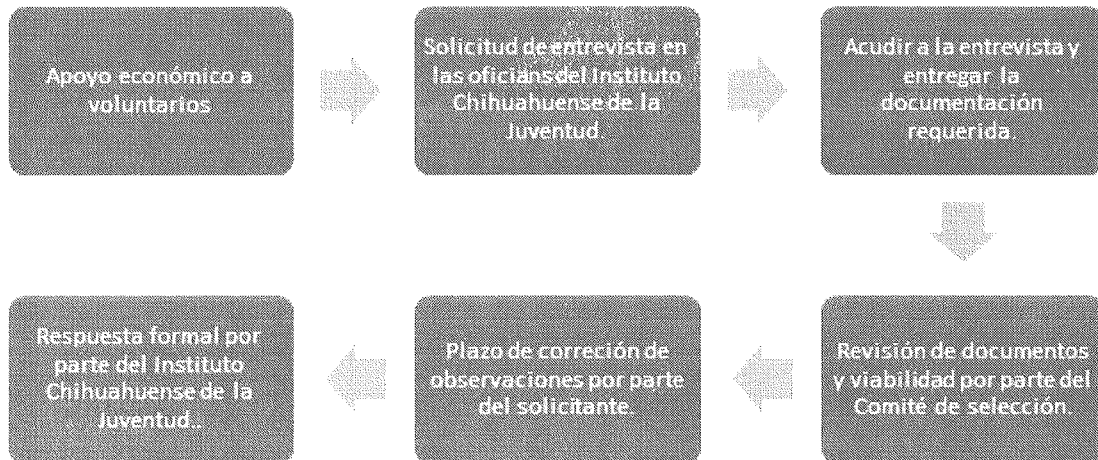 Apoyo económico a
voluntarios
Solicitud de entrevista en
las oficians del Instituto
Chihuahuense de la
Juventud.
Acudir a la entrevista y
entregar la
documentación
requerida.
Revisión de documentos
y viabilidad por parte del
Comité de selección.
Plazo de correción de
observaciones por parte
del solicitante.
Respuesta formal por
parte del Instituto
Chihuahuense de la
Juventud..